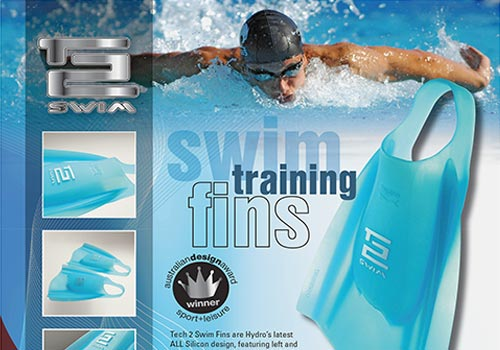 T2
SWIM
swim
training
fins
australiandesignaward
winner
sport+leisure
T2
SWIM
Tech 2 Swim Fins are Hydro's latest
ALL Silicon design, featuring left and